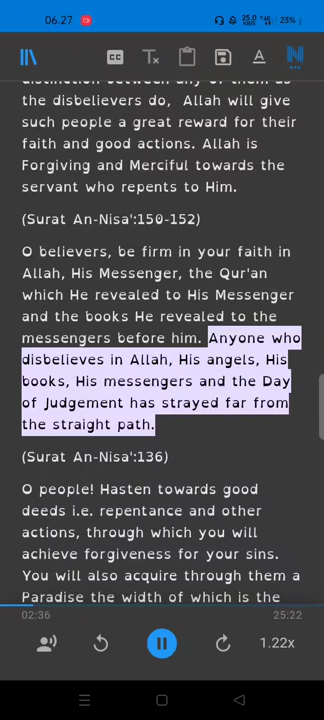 06.27
25.0 KB/S
23%
distinction between any of them as
the disbelievers do, Allah will give
such people a great reward for their
faith and good actions. Allah is
Forgiving and Merciful towards the
servant who repents to Him.
(Surat An-Nisa':150-152)
O believers, be firm in your faith in
Allah, His Messenger, the Qur'an
which He revealed to His Messenger
and the books He revealed to the
messengers before him. Anyone who
disbelieves in Allah, His angels, His
books, His messengers and the Day
of Judgement has strayed far from
the straight path.
(Surat An-Nisa':136)
O people! Hasten towards good
deeds i.e. repentance and other
actions, through which you will
achieve forgiveness for your sins.
You will also acquire through them a
Paradise the width of which is the
02:36
25:22
1.22x